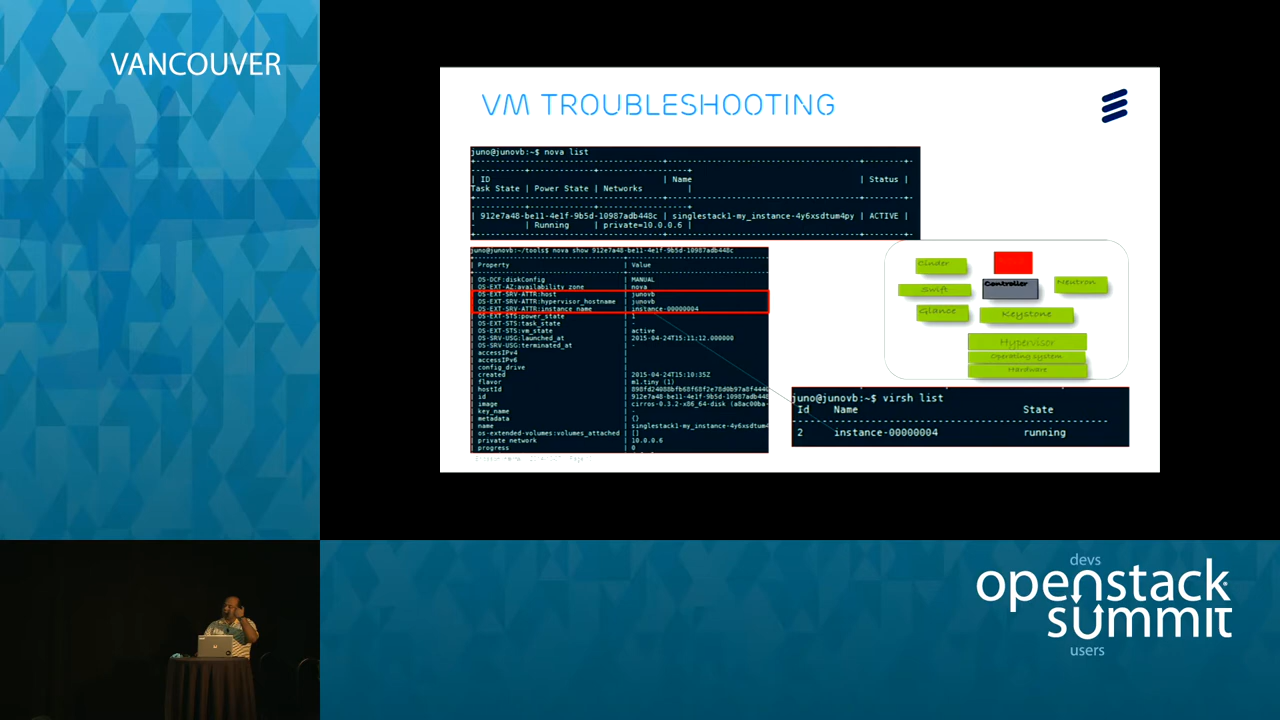 VANCOUVER
VM TROUBLESHOOTING
juno@junovb:~$ nova list
| ID | Name | Status |
Task State | Power State | Networks |
| 912e7a48-be11-4e1f-9b5d-10987adb448c | singlestack1-my_instance-4y6xsdtum4py | ACTIVE |
- | Running | private=10.0.0.6 |
juno@junovb:~/tools$ nova show 912e7a48-be11-4e1f-9b5d-10987adb448c
| Property | Value
| OS-DCF:diskConfig | MANUAL
| OS-EXT-AZ:availability_zone | nova
| OS-EXT-SRV-ATTR:host | junovb
| OS-EXT-SRV-ATTR:hypervisor_hostname | junovb
| OS-EXT-SRV-ATTR:instance_name | instance-00000004
| OS-EXT-STS:power_state | 1
| OS-EXT-STS:task_state | -
| OS-EXT-STS:vm_state | active
| OS-SRV-USG:launched_at | 2015-04-24T15:11:12.000000
| OS-SRV-USG:terminated_at | -
| accessIPv4 |
| accessIPv6 |
| config_drive |
| created | 2015-04-24T15:10:35Z
| flavor | m1.tiny (1)
| hostId
| id | 912e7a48-be11-4e1f-9b5d-10987adb448
| image | cirros-0.3.2-x86_64-disk (a8ac00ba-
| key_name | -
| metadata | {}
| name | singlestack1-my_instance-4y6xsdtum4
| os-extended-volumes:volumes_attached | []
| private network | 10.0.0.6
| progress | 0
Cinder
Controller
Neutron
Swift
Glance
Keystone
Hypervisor
Operating system
Hardware
juno@junovb:~$ virsh list
Id Name State
2 instance-00000004 running
devs
openstack
summit
users